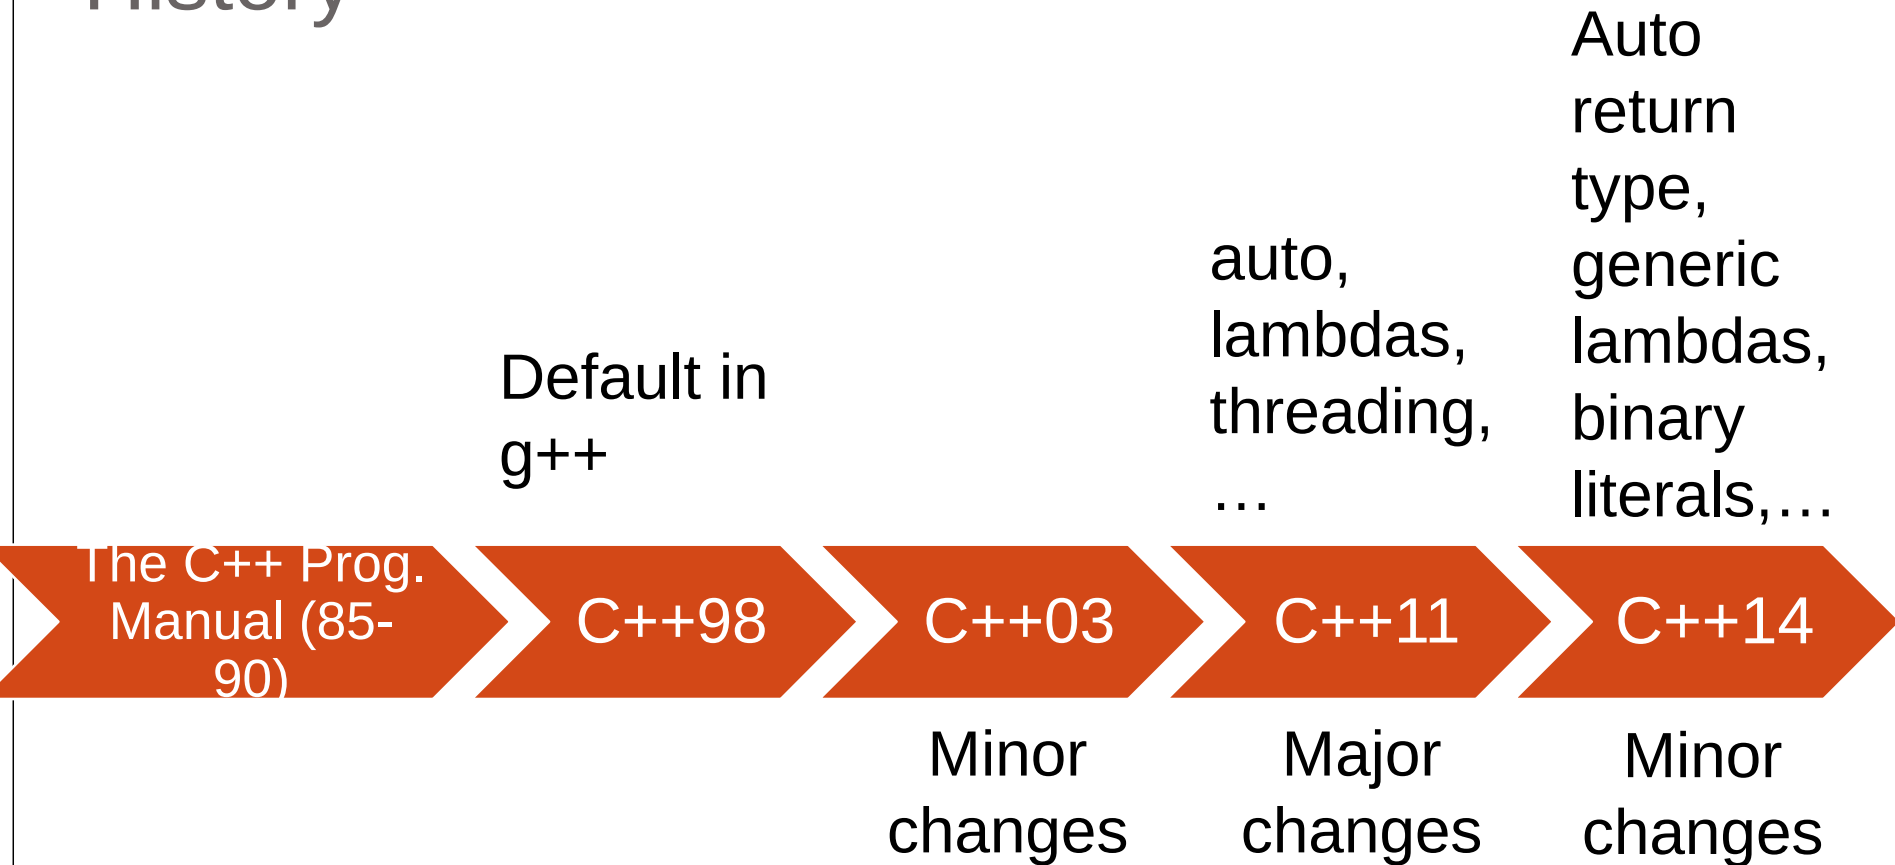 History
Auto
return
type,
generic
lambdas,
binary
literals,…
auto,
lambdas,
threading,
…
Default in
g++
The C++ Prog.
Manual (85-
90)
C++98
C++03
C++11
C++14
Minor
changes
Major
changes
Minor
changes